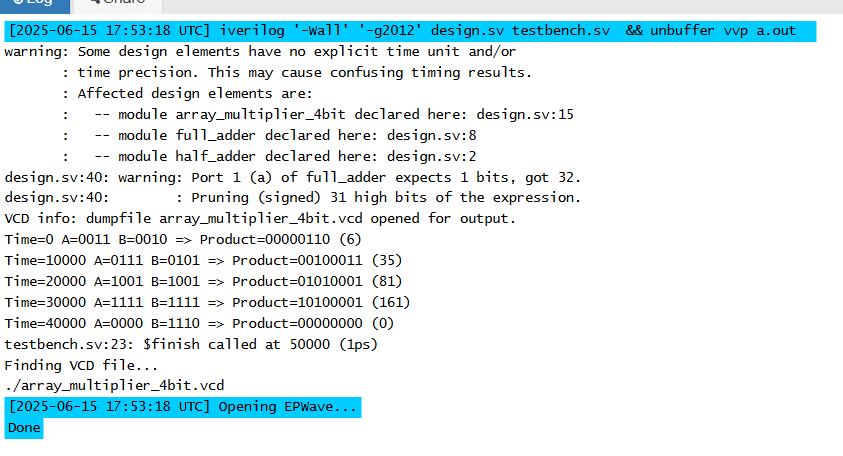 Log Share
[2025-06-15 17:53:18 UTC] iverilog '-Wall' '-g2012' design.sv testbench.sv  && unbuffer vvp a.out
warning: Some design elements have no explicit time unit and/or
       : time precision. This may cause confusing timing results.
       : Affected design elements are:
       :   -- module array_multiplier_4bit declared here: design.sv:15
       :   -- module full_adder declared here: design.sv:8
       :   -- module half_adder declared here: design.sv:2
design.sv:40: warning: Port 1 (a) of full_adder expects 1 bits, got 32.
design.sv:40:        : Pruning (signed) 31 high bits of the expression.
VCD info: dumpfile array_multiplier_4bit.vcd opened for output.
Time=0 A=0011 B=0010 => Product=00000110 (6)
Time=10000 A=0111 B=0101 => Product=00100011 (35)
Time=20000 A=1001 B=1001 => Product=01010001 (81)
Time=30000 A=1111 B=1111 => Product=10100001 (161)
Time=40000 A=0000 B=1110 => Product=00000000 (0)
testbench.sv:23: $finish called at 50000 (1ps)
Finding VCD file...
./array_multiplier_4bit.vcd
[2025-06-15 17:53:18 UTC] Opening EPWave...
Done